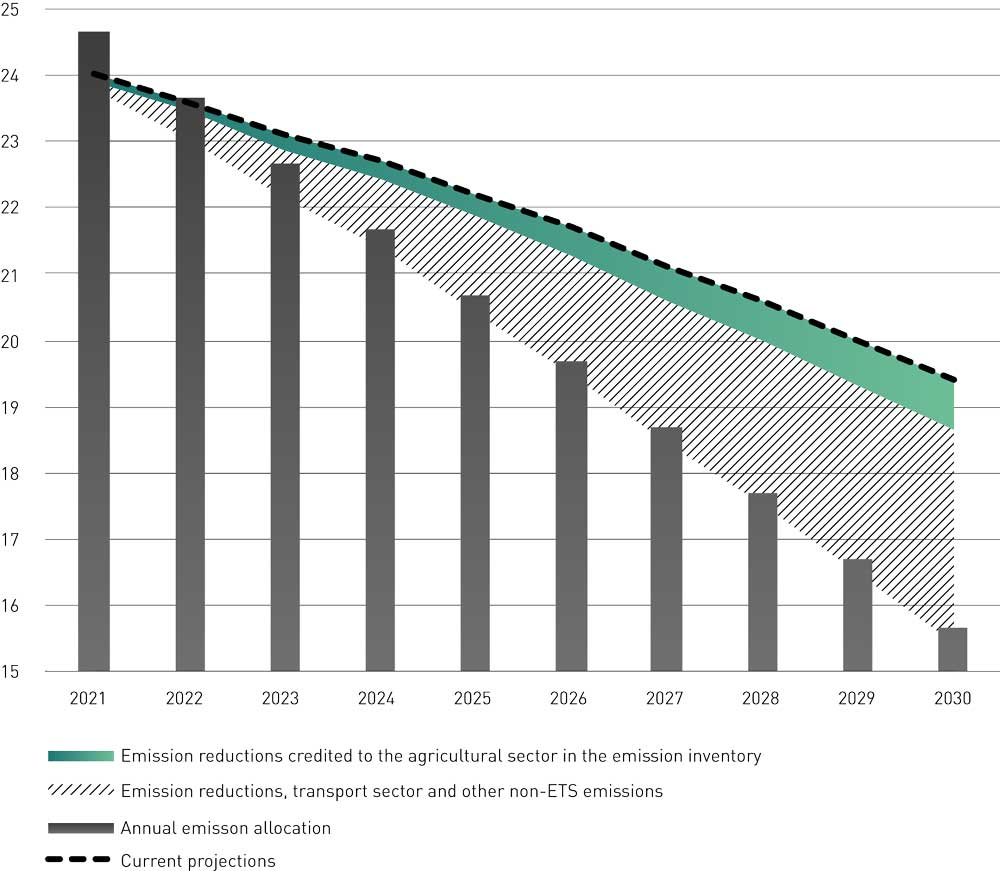 25
24
23
22
21
20
19
18
17
16
15
2021 2022 2023 2024 2025 2026 2027 2028 2029 2030
Emission reductions credited to the agricultural sector in the emission inventory
Emission reductions, transport sector and other non-ETS emissions
Annual emisson allocation
Current projections